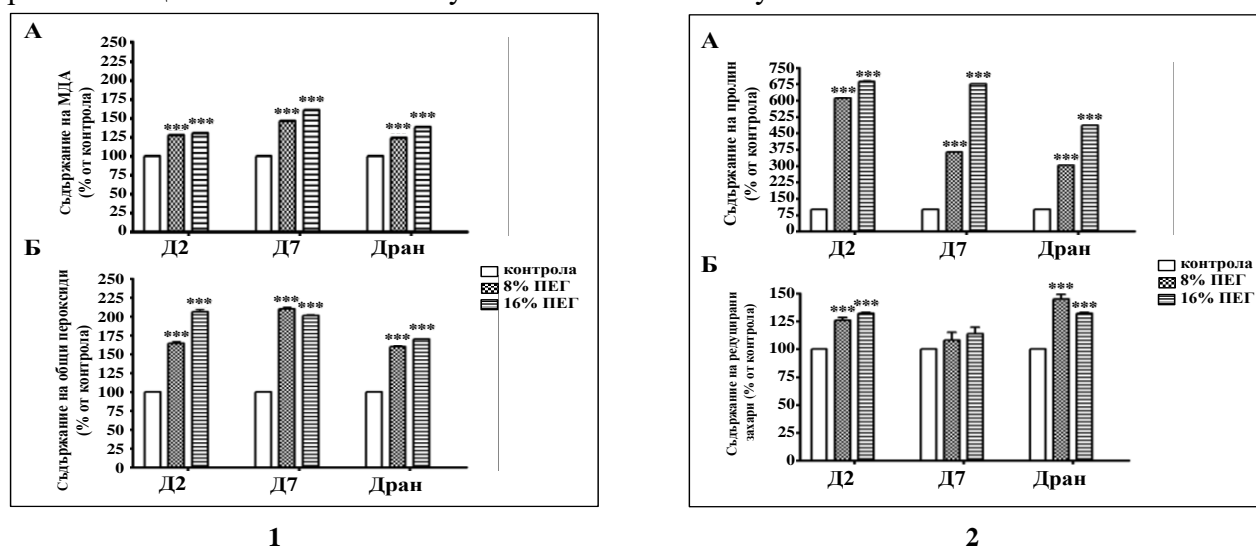 А
Съдържание на МДА
(% от контрола)
250
225
200
175
150
125
100
75
50
25
0
*** ***
*** ***
*** ***
Д2 Д7 Дран
Б
Съдържание на общи пероксиди
(% от контрола)
250
225
200
175
150
125
100
75
50
25
0
*** ***
*** ***
*** ***
Д2 Д7 Дран
контрола
8% ПЕГ
16% ПЕГ
1
А
Съдържание на пролин
(% от контрола)
750
675
600
525
450
375
300
225
150
75
0
*** ***
***
*** ***
Д2 Д7 Дран
Б
Съдържание на редуцирани
захари (% от контрола)
150
125
100
75
50
25
0
*** ***
*** ***
Д2 Д7 Дран
контрола
8% ПЕГ
16% ПЕГ
2